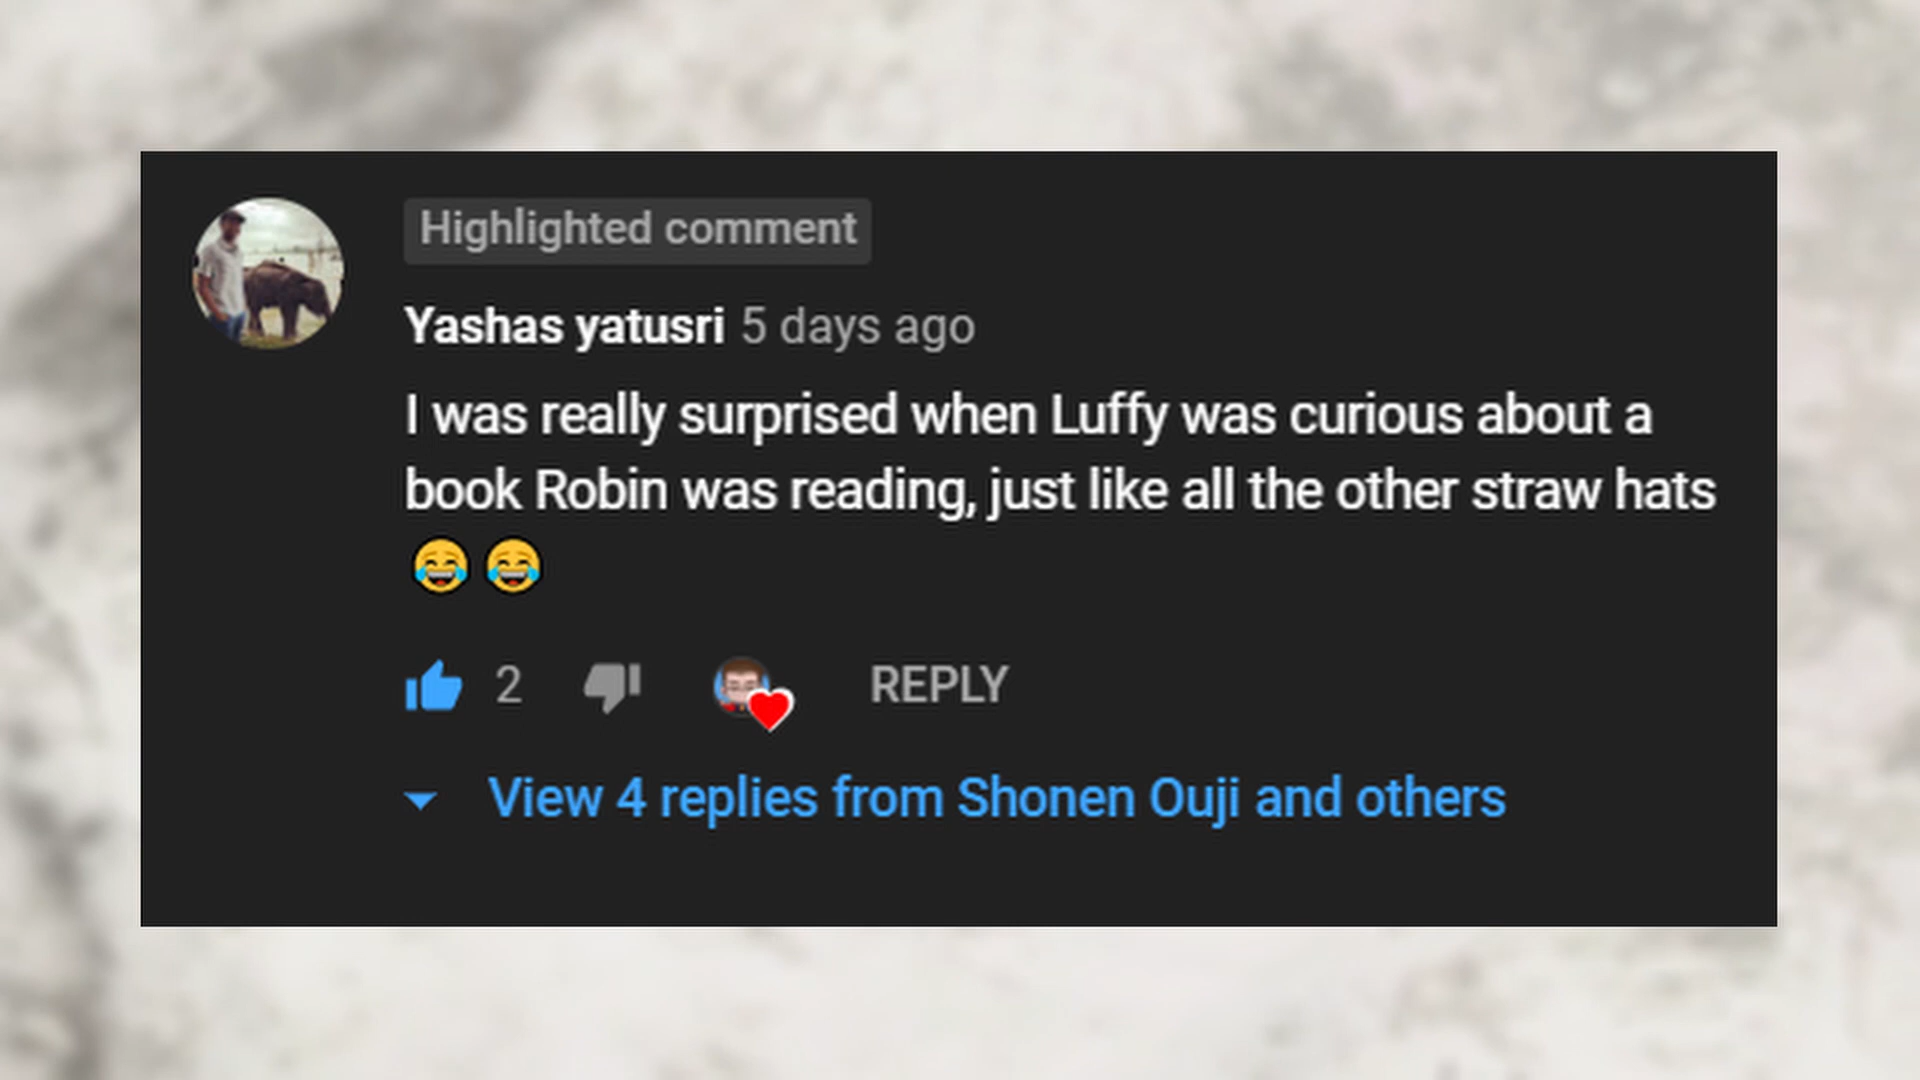 Highlighted comment
Yashas yatusri 5 days ago
I was really surprised when Luffy was curious about a
book Robin was reading, just like all the other straw hats
😂 😂
2 REPLY
View 4 replies from Shonen Ouji and others